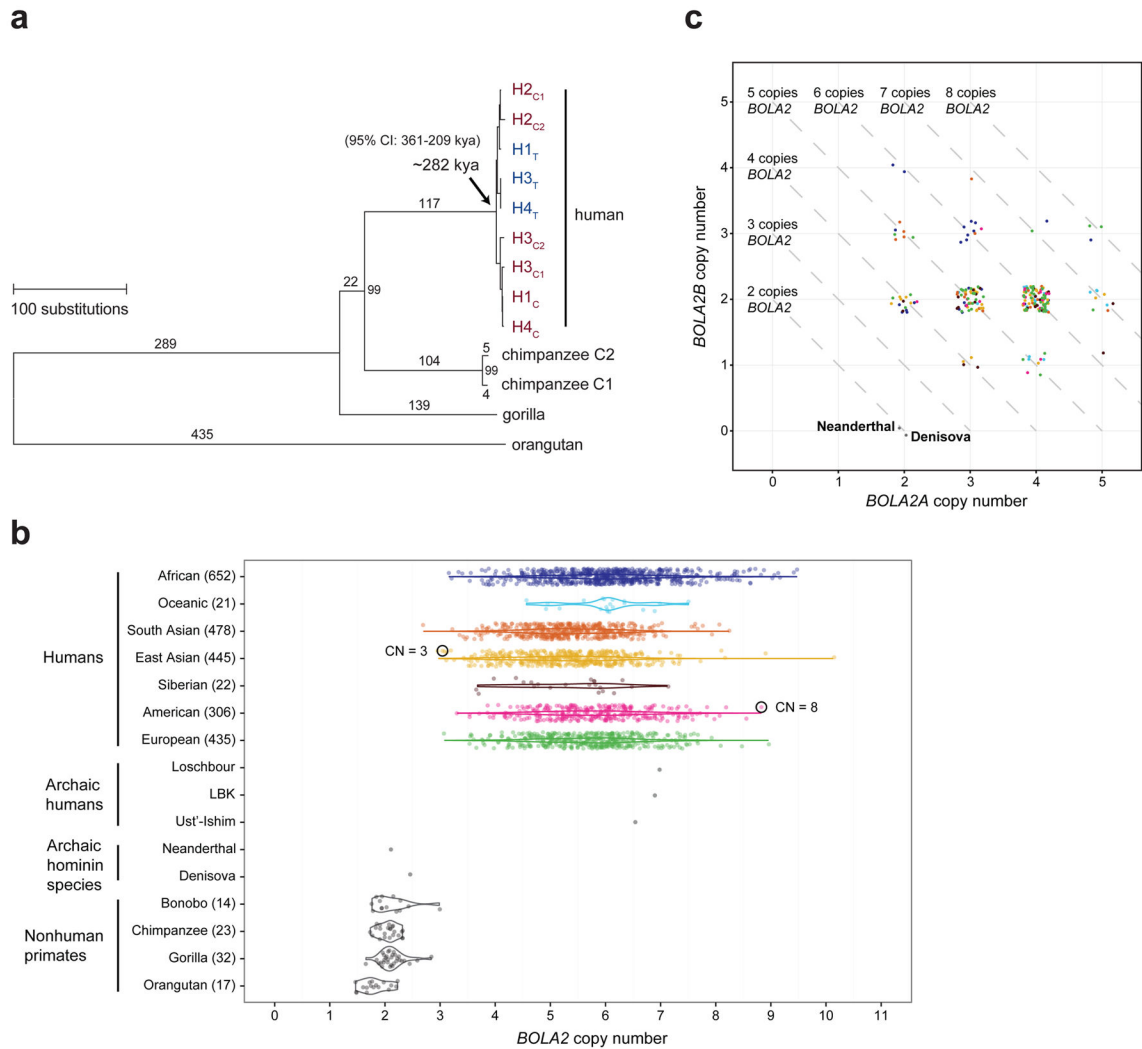 a
H2C1
H2C2
(95% CI: 361-209 kya)
H1T
~282 kya
H3T
117
H4T
human
H3C2
22
99
H3C1
100 substitutions
H1C
H4C
289
5
chimpanzee C2
104
99
4
chimpanzee C1
139
gorilla
435
orangutan
c
5 copies 6 copies 7 copies 8 copies
BOLA2 BOLA2 BOLA2 BOLA2
4 copies
BOLA2
3 copies
BOLA2
2 copies
BOLA2
BOLA2B copy number
5
4
3
2
1
0
Neanderthal
Denisova
0 1 2 3 4 5
BOLA2A copy number
b
Humans
African (652)
Oceanic (21)
South Asian (478)
East Asian (445)
CN = 3
Siberian (22)
American (306)
CN = 8
European (435)
Archaic
humans
Loschbour
LBK
Ust'-Ishim
Archaic
hominin
species
Neanderthal
Denisova
Nonhuman
primates
Bonobo (14)
Chimpanzee (23)
Gorilla (32)
Orangutan (17)
0 1 2 3 4 5 6 7 8 9 10 11
BOLA2 copy number